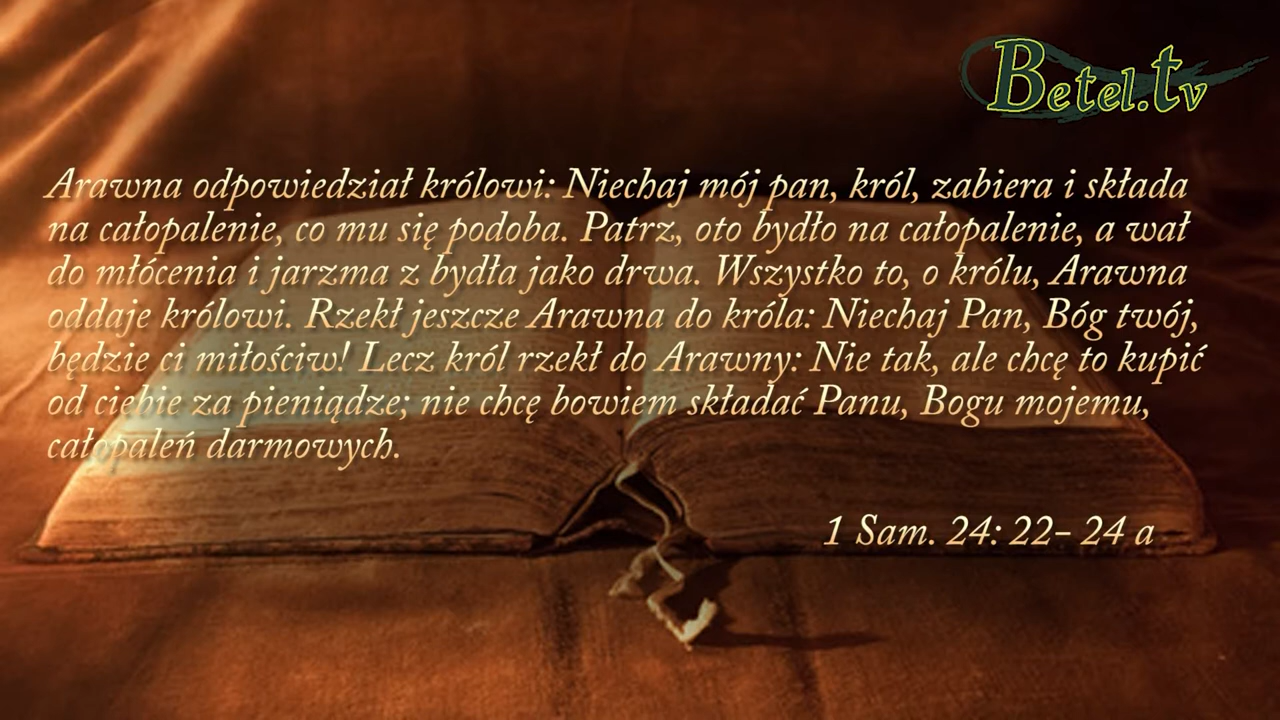 Betel.tv
Arawna odpowiedział królowi: Niechaj mój pan, król, zabiera i składa
na całopalenie, co mu się podoba. Patrz, oto bydło na całopalenie, a wał
do młócenia i jarzma z bydła jako drwa. Wszystko to, o królu, Arawna
oddaje królowi. Rzekł jeszcze Arawna do króla: Niechaj Pan, Bóg twój,
będzie ci miłościw! Lecz król rzekł do Arawny: Nie tak, ale chcę to kupić
od ciebie za pieniądze; nie chcę bowiem składać Panu, Bogu mojemu,
całopaleń darmowych.
1 Sam. 24: 22- 24 a